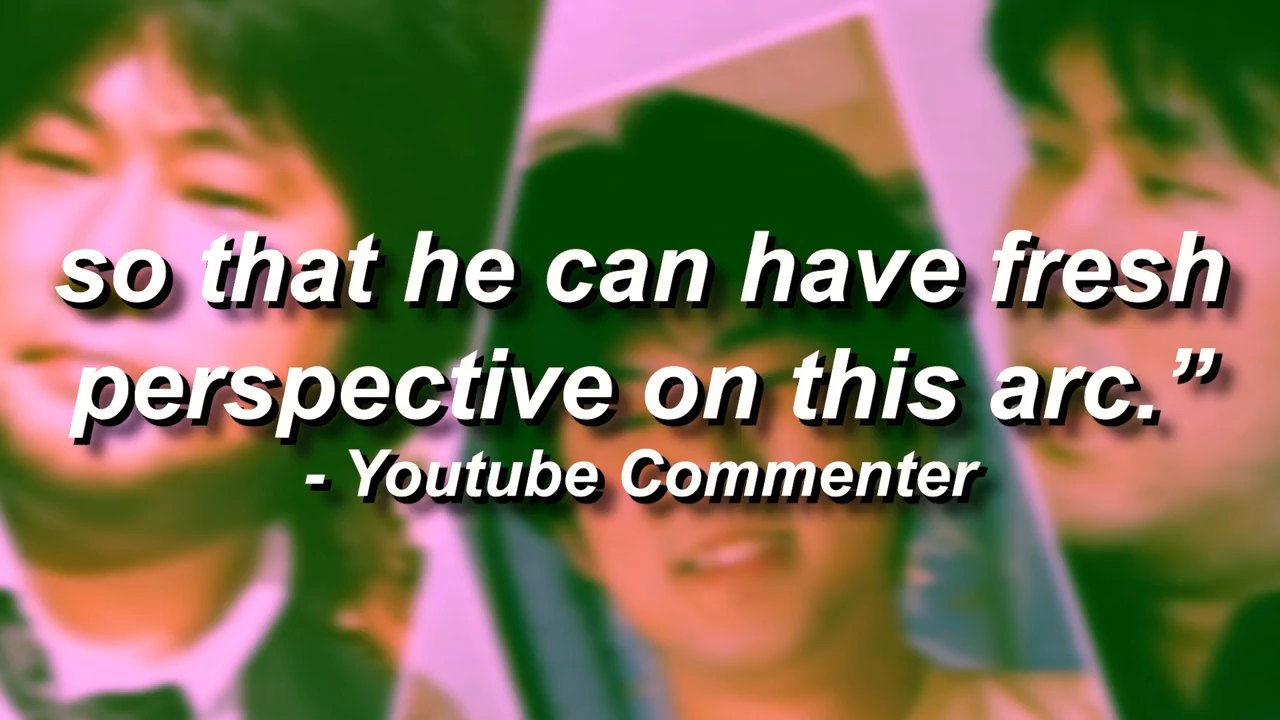 so that he can have fresh
perspective on this arc.”
- Youtube Commenter